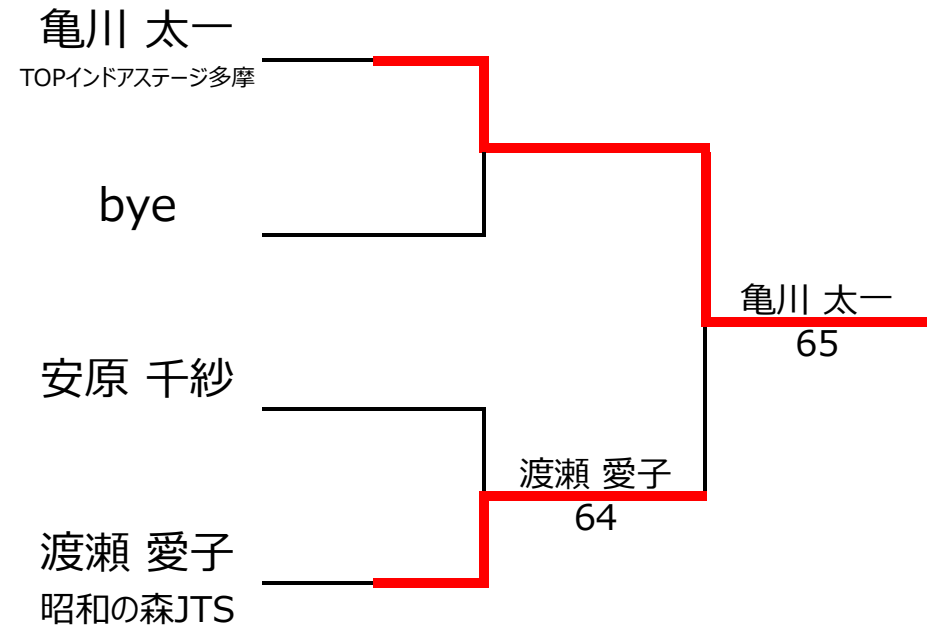 亀川 太一
TOPインドアステージ多摩
bye
亀川 太一
65
安原 千紗
渡瀬 愛子
64
渡瀬 愛子
昭和の森JTS